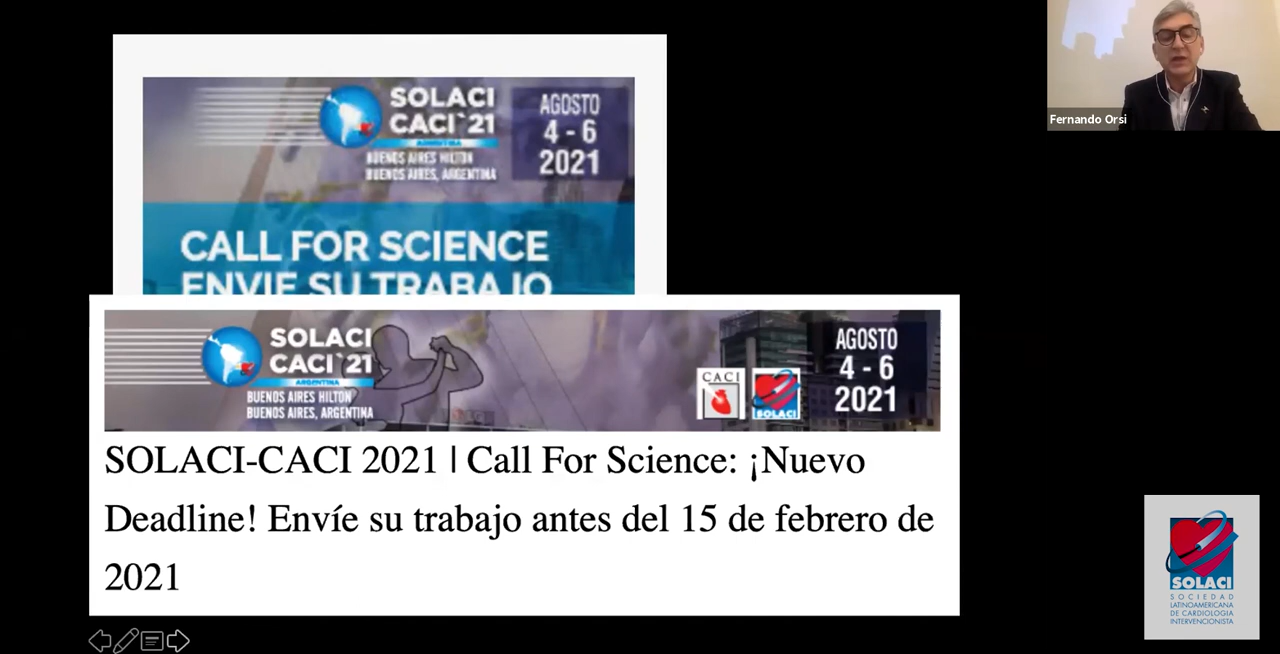 SOLACI
CACI`21
ARGENTINA
BUENOS AIRES HILTON
BUENOS AIRES, ARGENTINA
AGOSTO
4 - 6
2021
CALL FOR SCIENCE
ENVIE SU TRABAJO
SOLACI
CACI`21
ARGENTINA
BUENOS AIRES HILTON
BUENOS AIRES, ARGENTINA
CACI
SOLACI
AGOSTO
4 - 6
2021
SOLACI-CACI 2021 | Call For Science: ¡Nuevo
Deadline! Envíe su trabajo antes del 15 de febrero de
2021
Fernando Orsi
SOLACI
SOCIEDAD
LATINOAMERICANA
DE CARDIOLOGIA
INTERVENCIONISTA